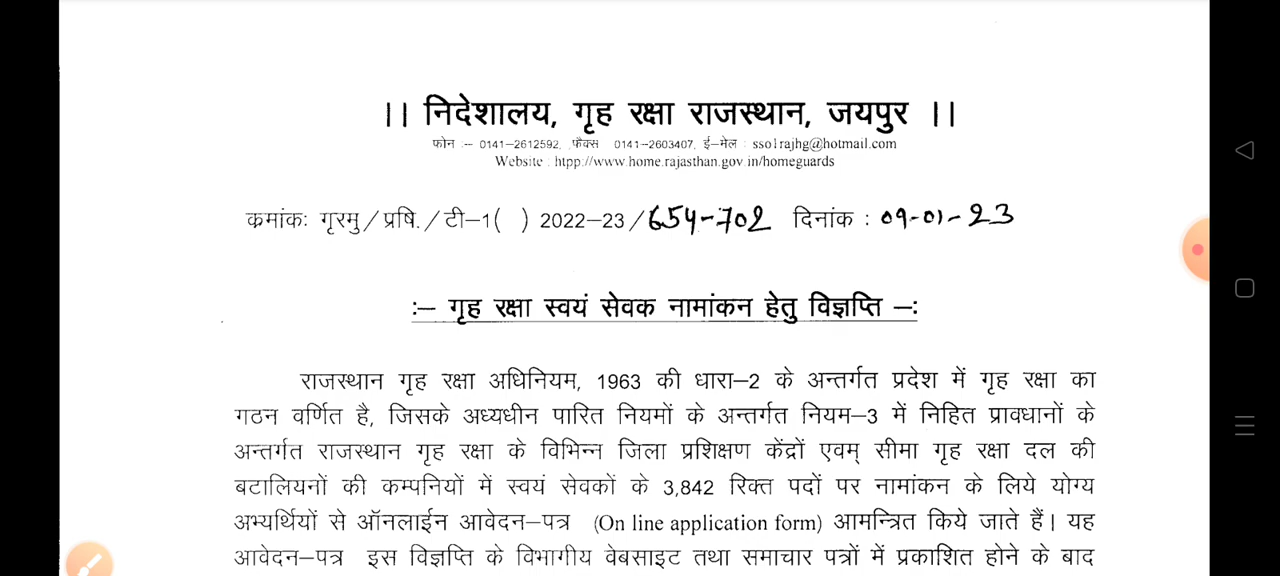 ।। निदेशालय, गृह रक्षा राजस्थान, जयपुर ।।
फोन :- 0141-2612592, फैक्स 0141-2603407, ई-मेल : sso1rajhg@hotmail.com
Website : htpp://www.home.rajasthan.gov.in/homeguards
क्रमांकः गृरमु/प्रषि./टी-1( ) 2022-23/654-702 दिनांक : 09-01-23
:- गृह रक्षा स्वयं सेवक नामांकन हेतु विज्ञप्ति -:
राजस्थान गृह रक्षा अधिनियम, 1963 की धारा-2 के अन्तर्गत प्रदेश में गृह रक्षा का
गठन वर्णित है, जिसके अध्यधीन पारित नियमों के अन्तर्गत नियम-3 में निहित प्रावधानों के
अन्तर्गत राजस्थान गृह रक्षा के विभिन्न जिला प्रशिक्षण केंद्रों एवम् सीमा गृह रक्षा दल की
बटालियनों की कम्पनियों में स्वयं सेवकों के 3,842 रिक्त पदों पर नामांकन के लिये योग्य
अभ्यर्थियों से ऑनलाईन आवेदन-पत्र (On line application form) आमन्त्रित किये जाते हैं। यह
आवेदन-पत्र इस विज्ञप्ति के विभागीय वेबसाइट तथा समाचार पत्रों में प्रकाशित होने के बाद